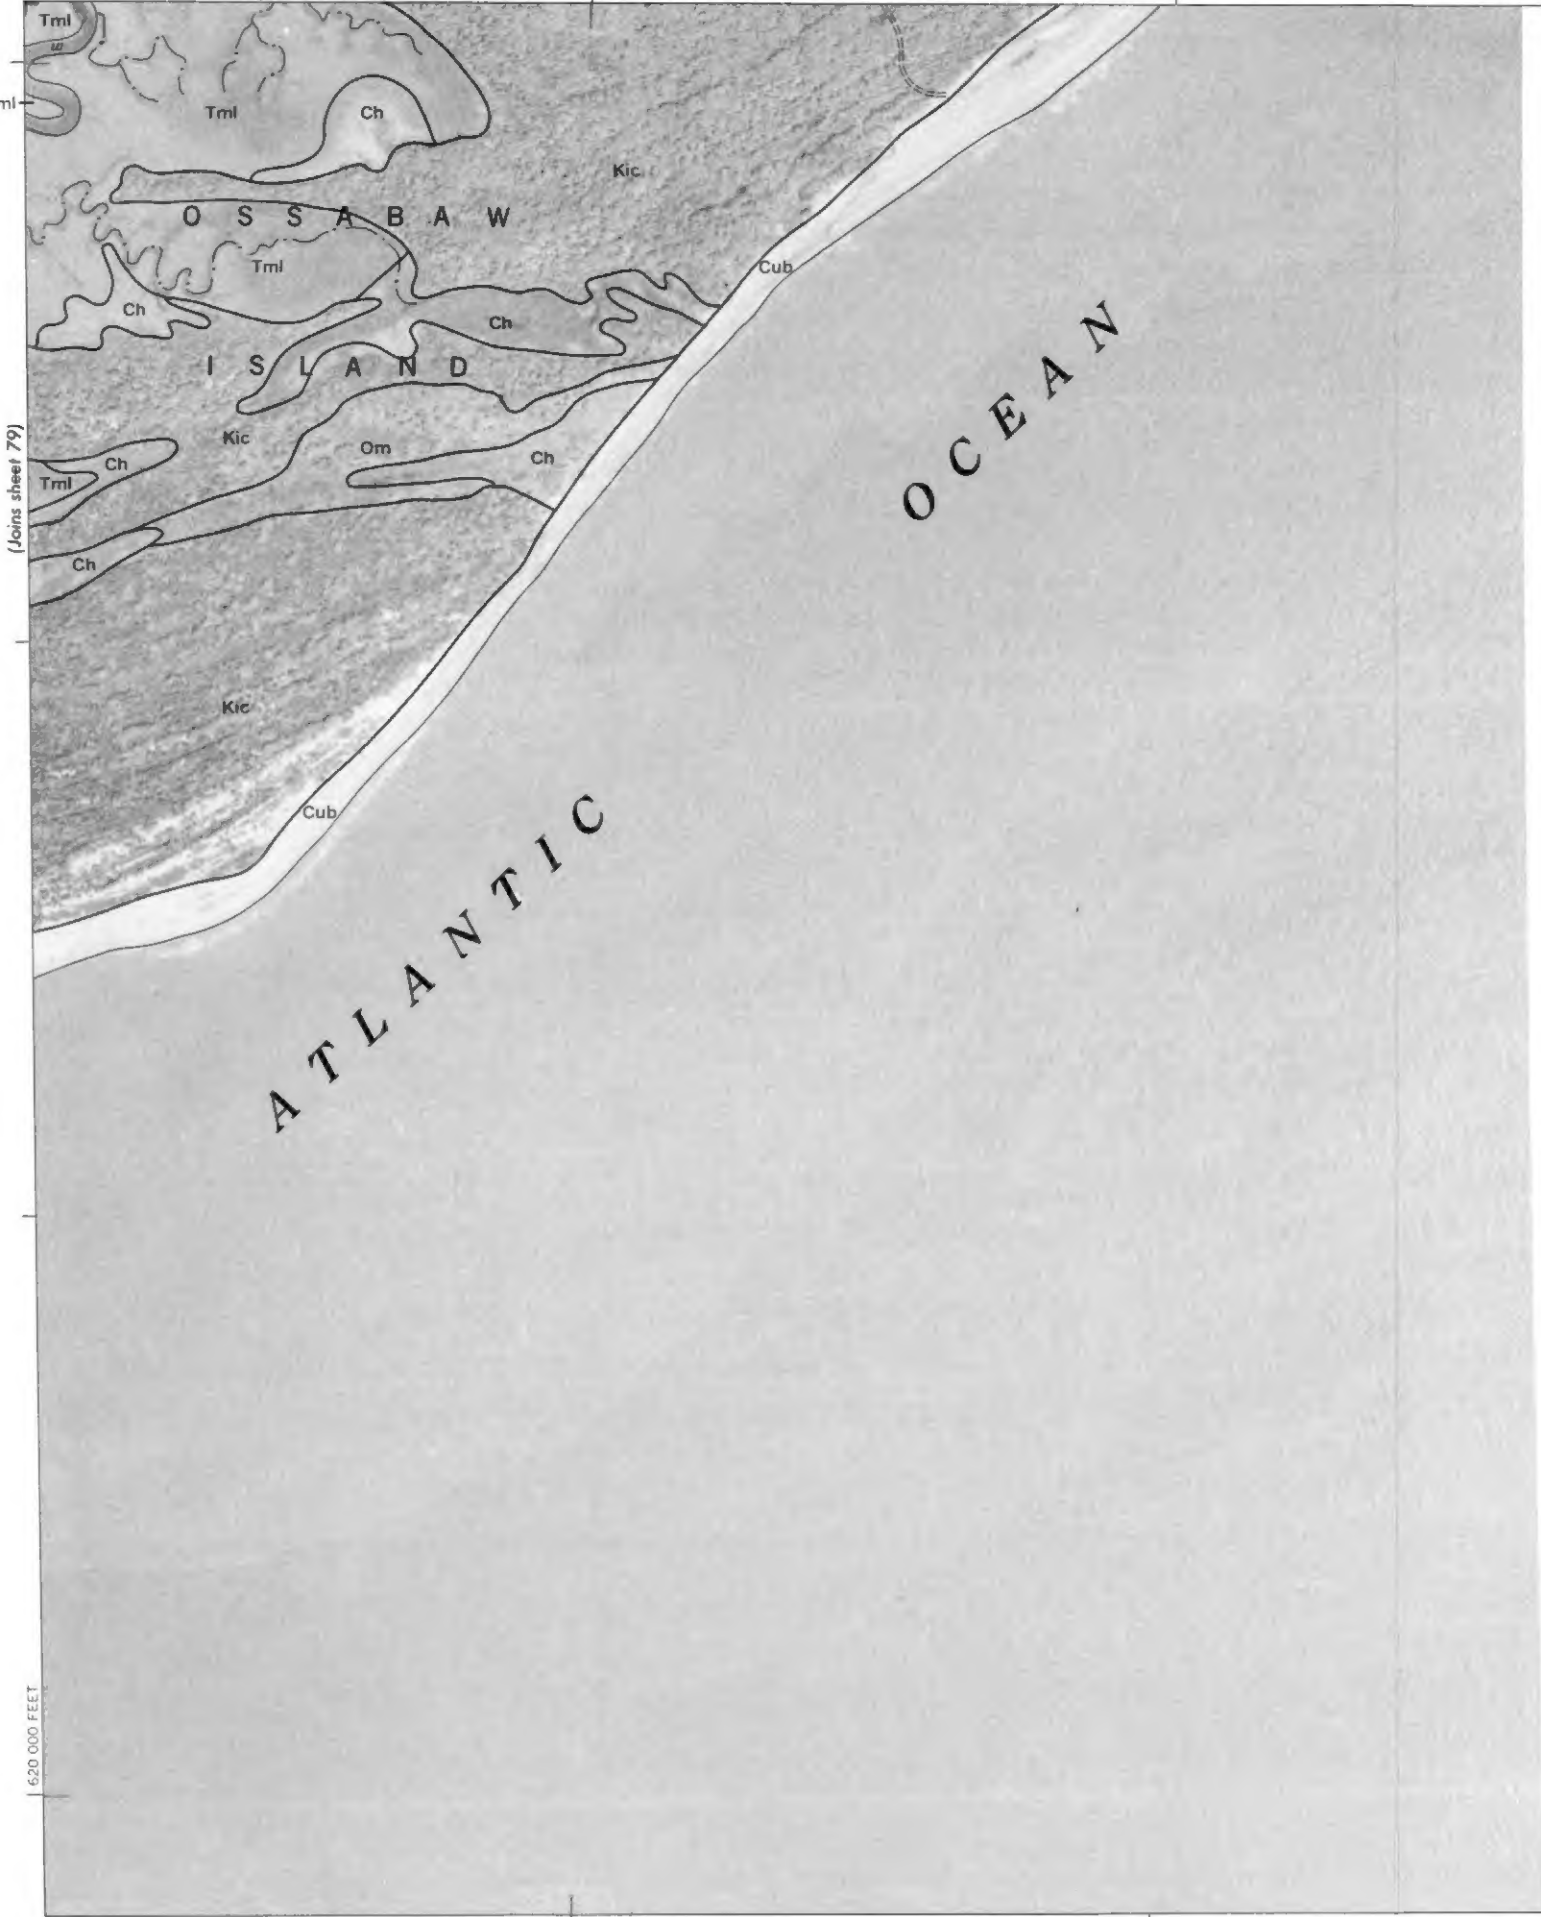 Tml
Tml
Ch
Kic
OSSABAW
Tml
Cub
Ch
Ch
ISLAND
OCEAN
Kic
Om
Ch
Ch
Tml
(Joins sheet 79)
Ch
Kic
Cub
ATLANTIC
620 000 FEET